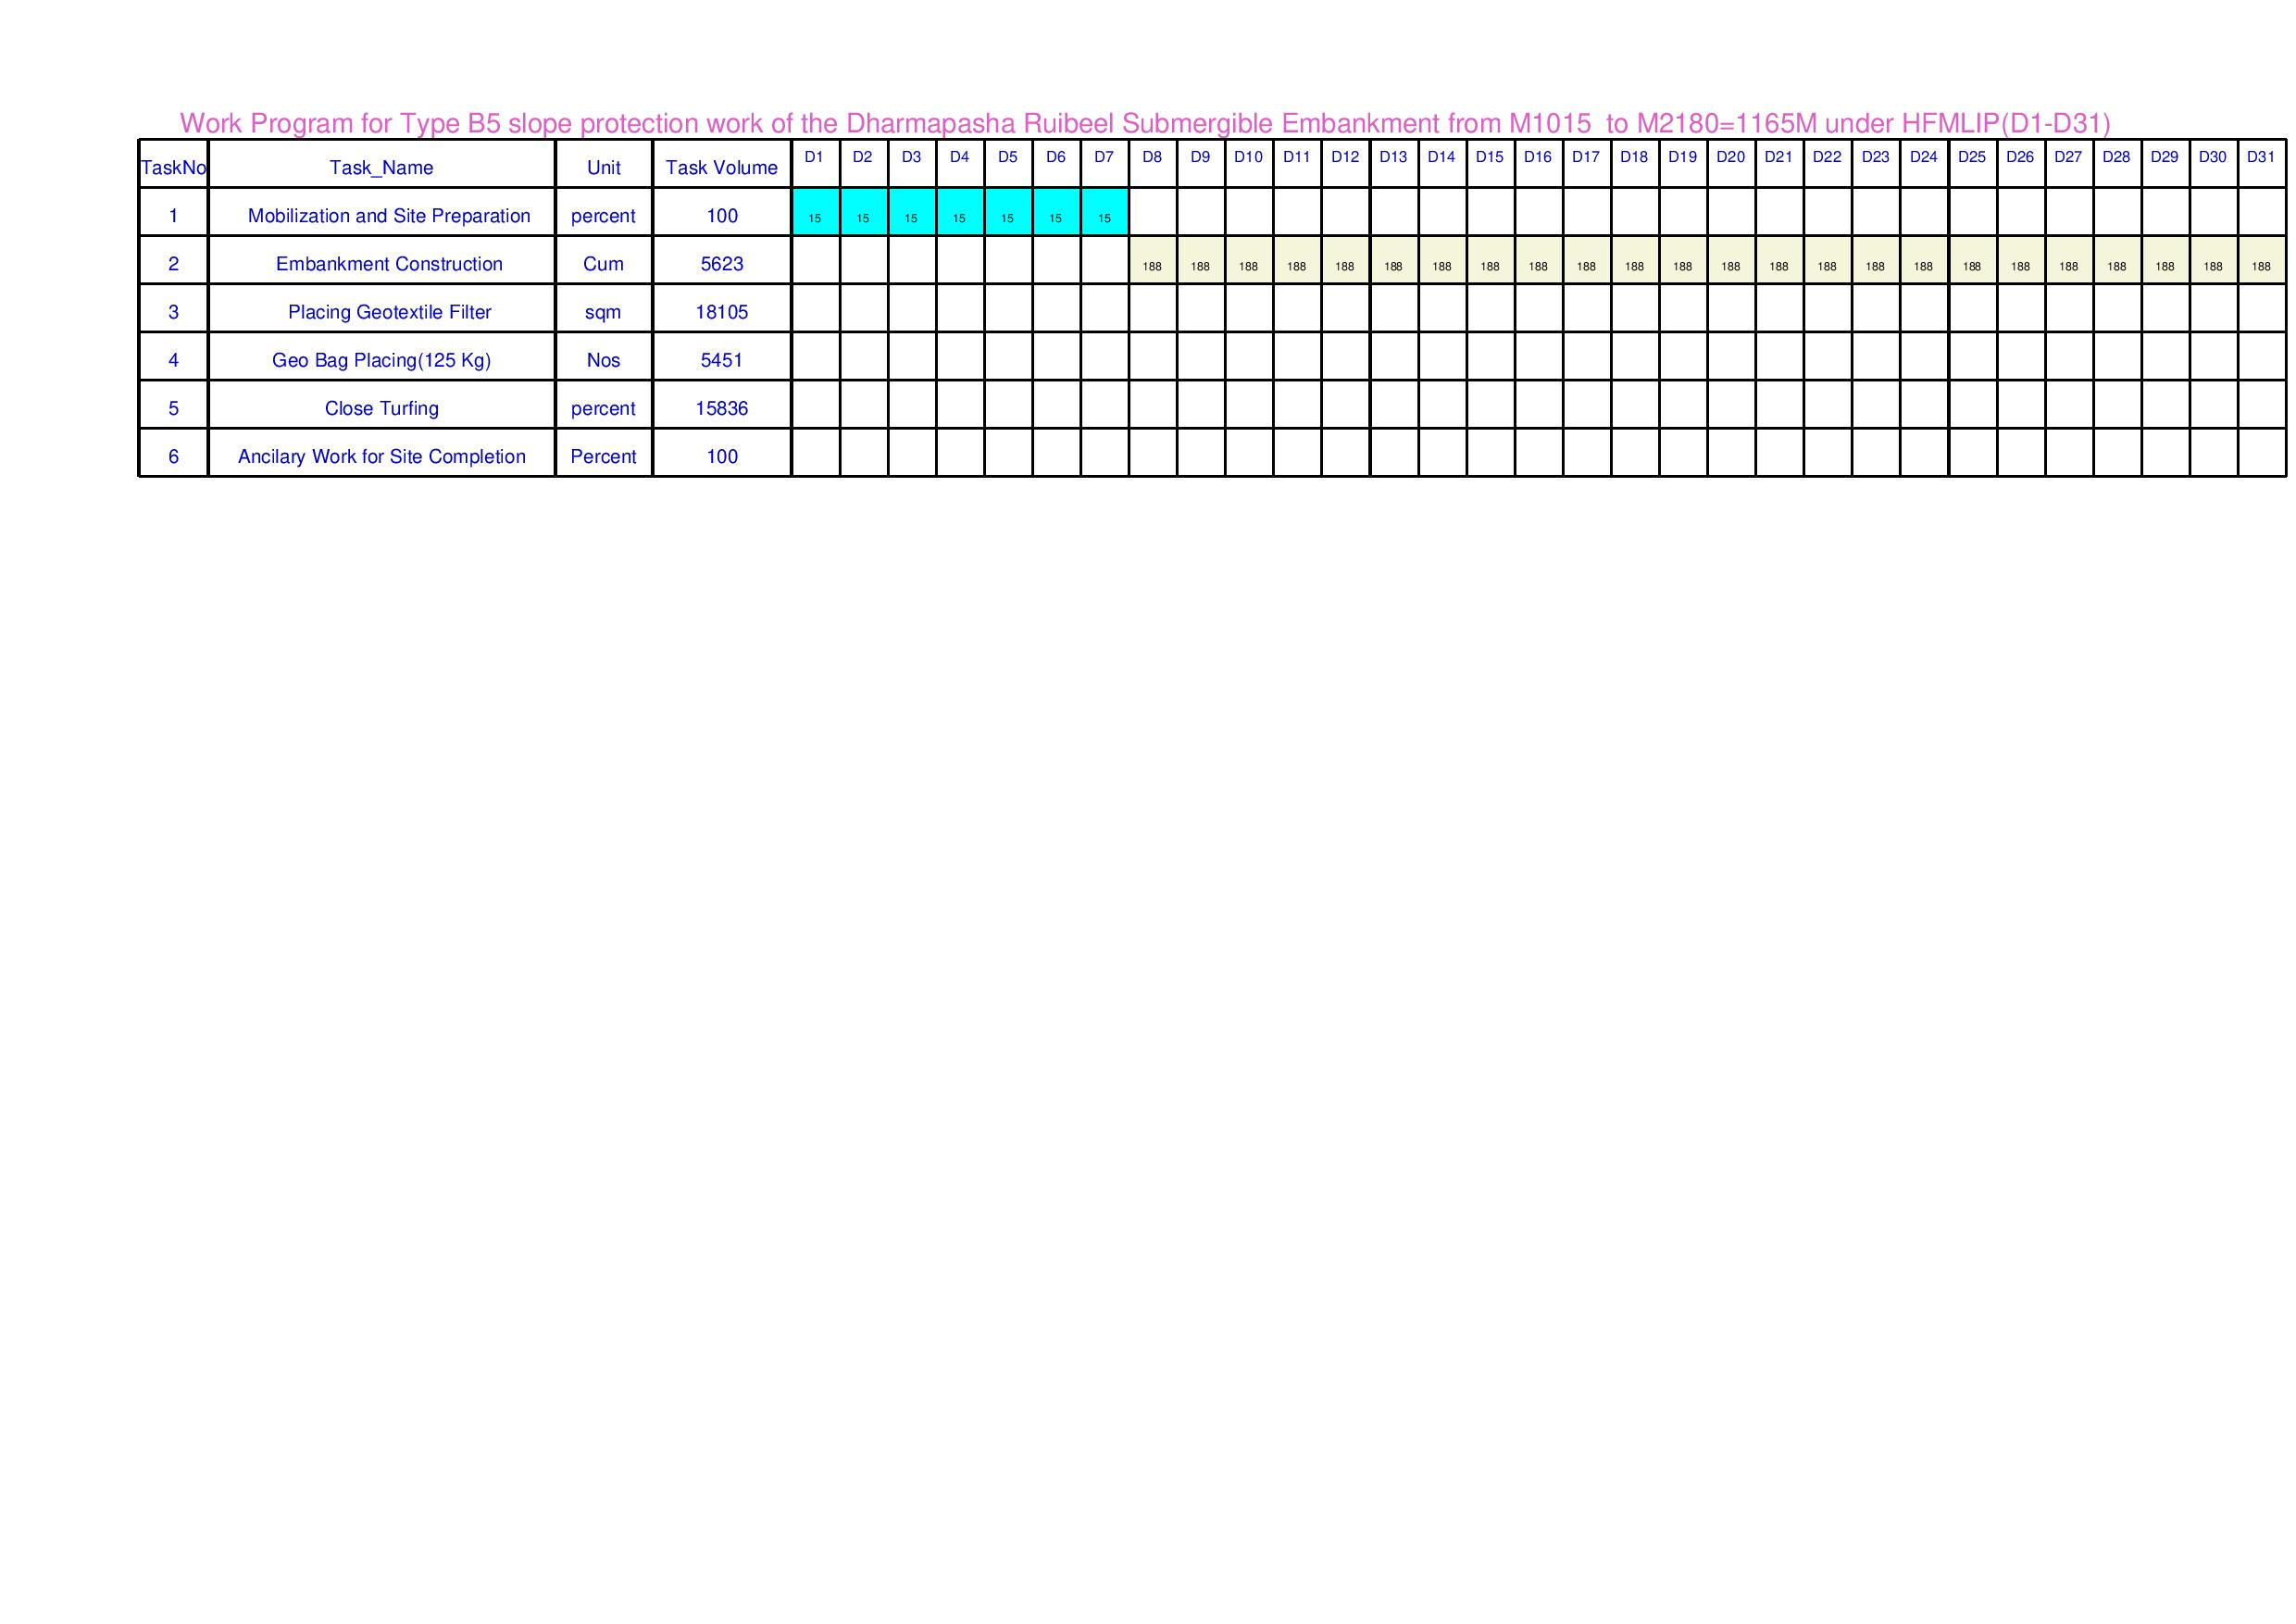 Work Program for Type B5 slope protection work of the Dharmapasha Ruibeel Submergible Embankment from M1015  to M2180=1165M under HFMLIP(D1-D31)
TaskNo Task_Name Unit Task Volume D1 D2 D3 D4 D5 D6 D7 D8 D9 D10 D11 D12 D13 D14 D15 D16 D17 D18 D19 D20 D21 D22 D23 D24 D25 D26 D27 D28 D29 D30 D31
1 Mobilization and Site Preparation percent 100 15 15 15 15 15 15 15
2 Embankment Construction Cum 5623 188 188 188 188 188 188 188 188 188 188 188 188 188 188 188 188 188 188 188 188 188 188 188 188
3 Placing Geotextile Filter sqm 18105
4 Geo Bag Placing(125 Kg) Nos 5451
5 Close Turfing percent 15836
6 Ancilary Work for Site Completion Percent 100